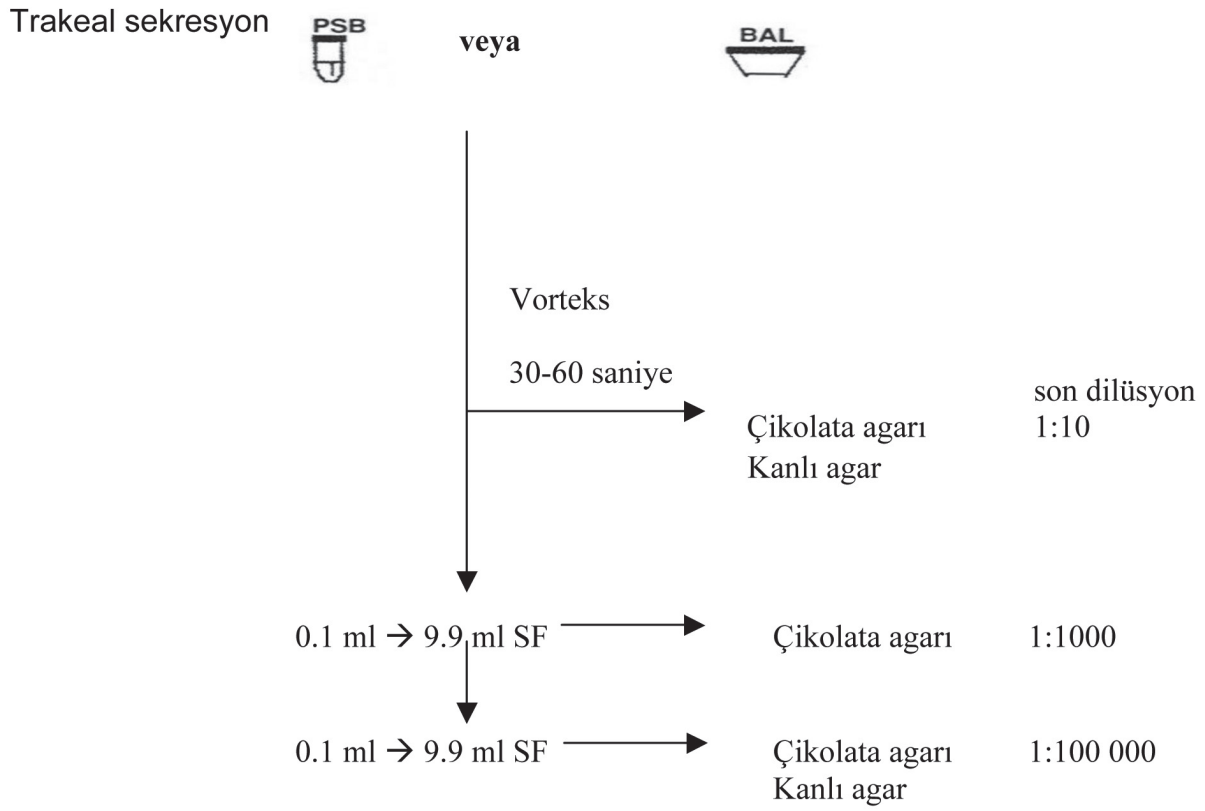 Trakeal sekresyon PSB veya BAL
Vorteks
30-60 saniye
son dilüsyon
Çikolata agarı 1:10
Kanlı agar
0.1 ml → 9.9 ml SF Çikolata agarı 1:1000
0.1 ml → 9.9 ml SF Çikolata agarı 1:100 000
Kanlı agar